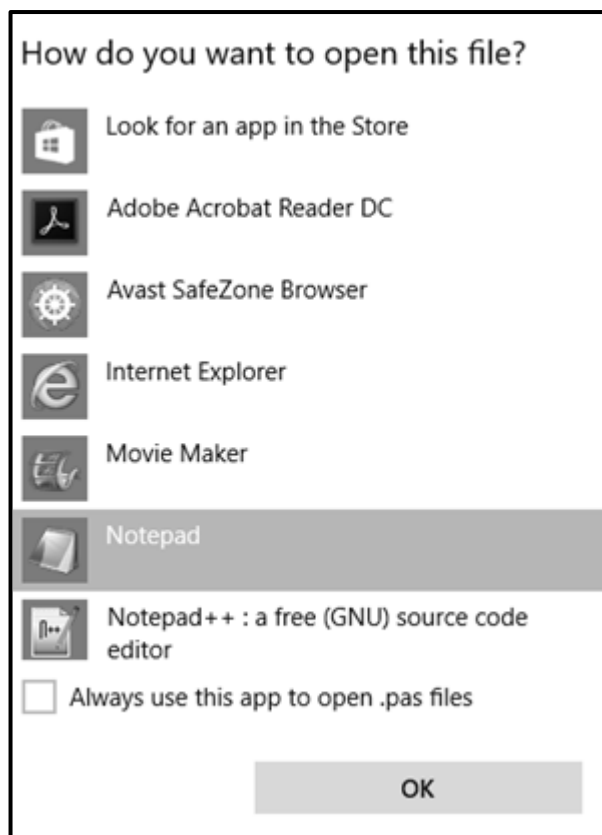 How do you want to open this file?
Look for an app in the Store
Adobe Acrobat Reader DC
Avast SafeZone Browser
Internet Explorer
Movie Maker
Notepad
Notepad++ : a free (GNU) source code
editor
Always use this app to open .pas files
OK